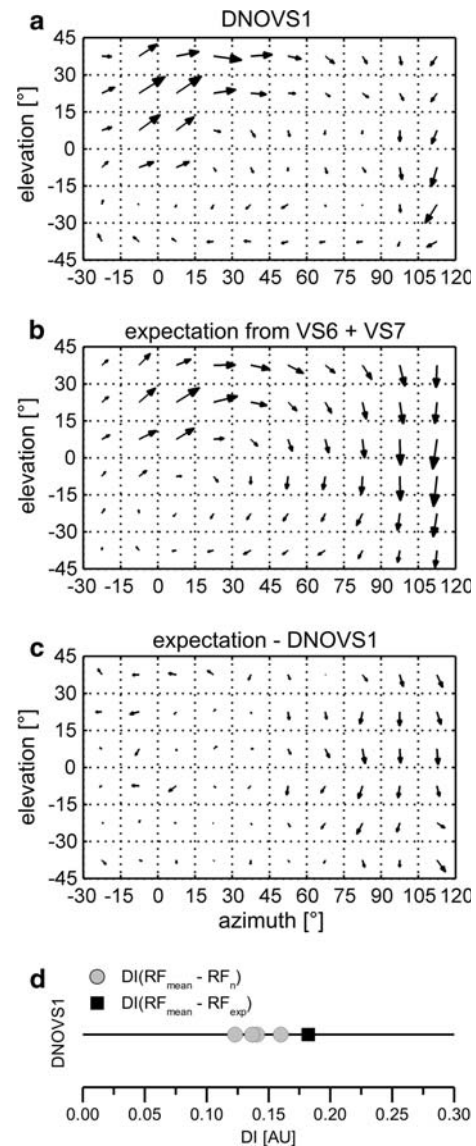 a DNOVS1
45
30
15
0
-15
-30
-45
elevation [°]
-30 -15 0 15 30 45 60 75 90 105 120
b expectation from VS6 + VS7
45
30
15
0
-15
-30
-45
elevation [°]
-30 -15 0 15 30 45 60 75 90 105 120
c expectation - DNOVS1
45
30
15
0
-15
-30
-45
elevation [°]
-30 -15 0 15 30 45 60 75 90 105 120
azimuth [°]
d DI(RFmean - RFn)
DI(RFmean - RFexp)
DNOVS1
0.00 0.05 0.10 0.15 0.20 0.25 0.30
DI [AU]